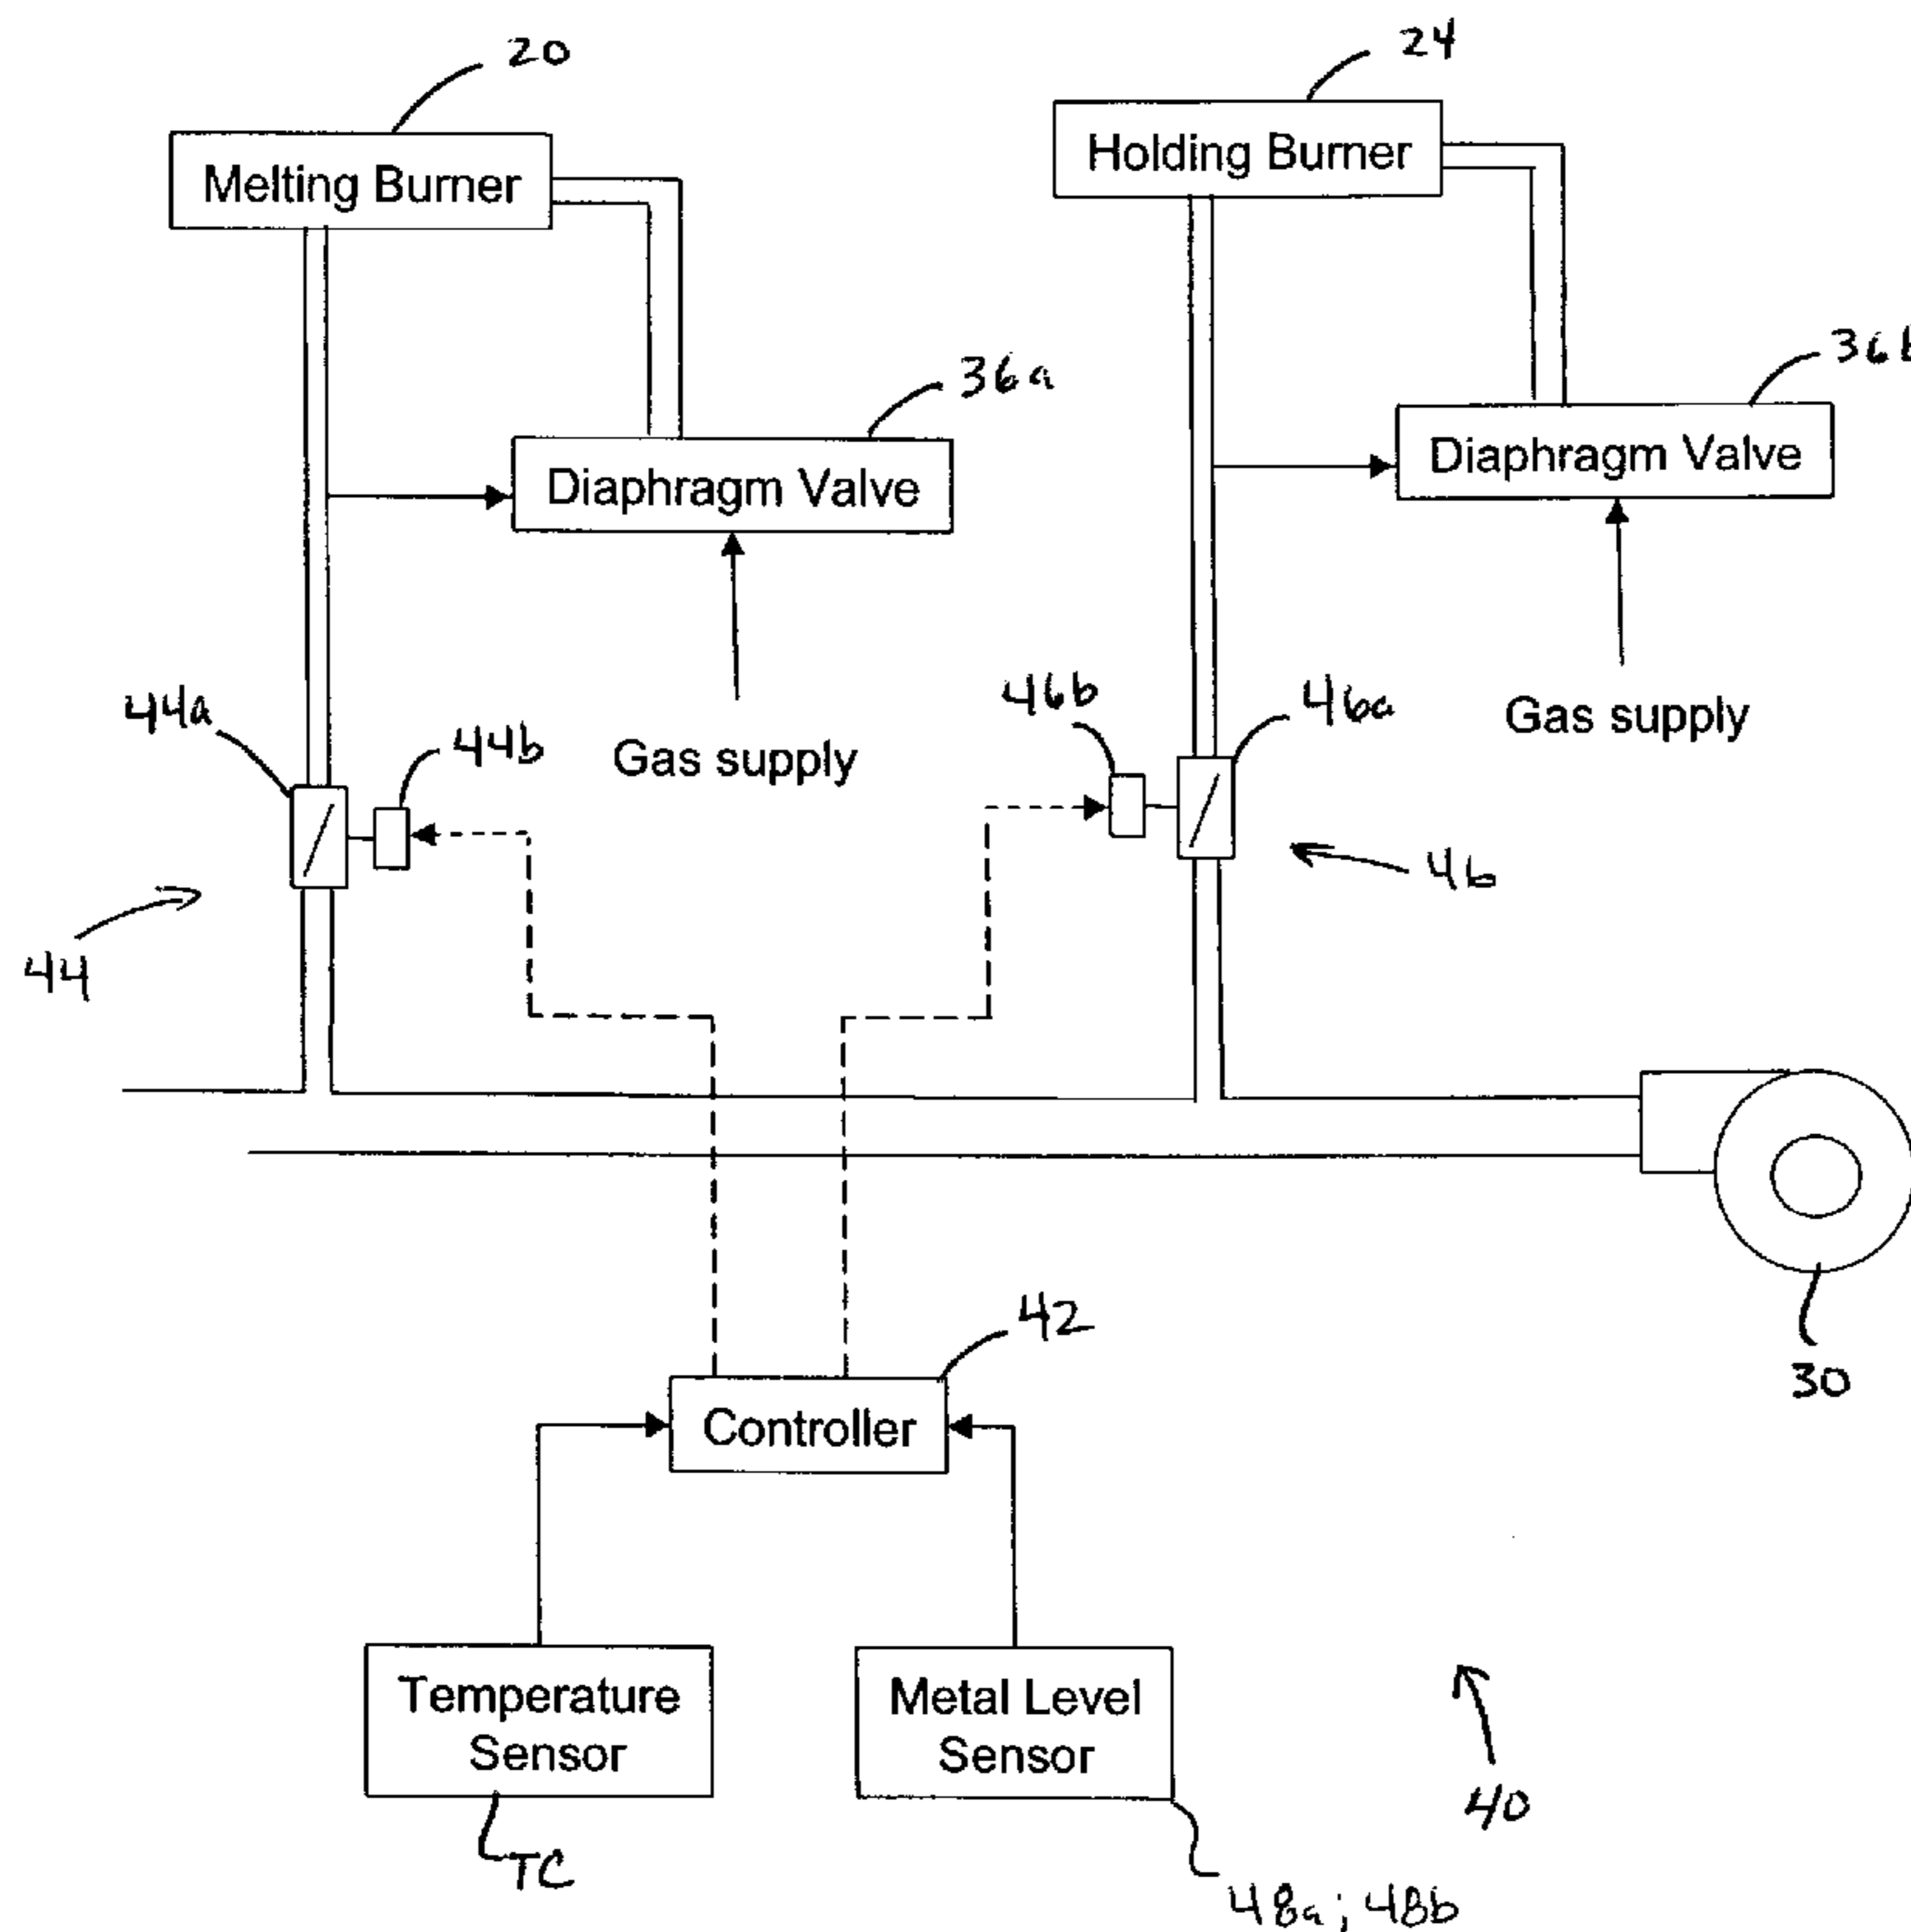 20
24
Melting Burner
Holding Burner
36a
Diaphragm Valve
Diaphragm Valve
44a
44b
Gas supply
46b
46a
Gas supply
46
44
42
Controller
30
Temperature
Sensor
Metal Level
Sensor
TC
40
48a; 48b